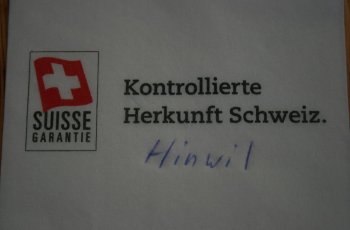 SUISSE
GARANTIE
Kontrollierte
Herkunft Schweiz.
Hinwil